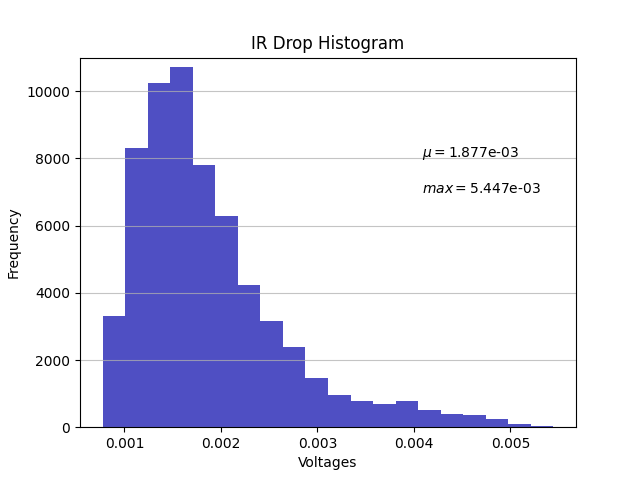 IR Drop Histogram
10000
8000
6000
4000
2000
0
Frequency
μ = 1.877e-03
max = 5.447e-03
0.001 0.002 0.003 0.004 0.005
Voltages